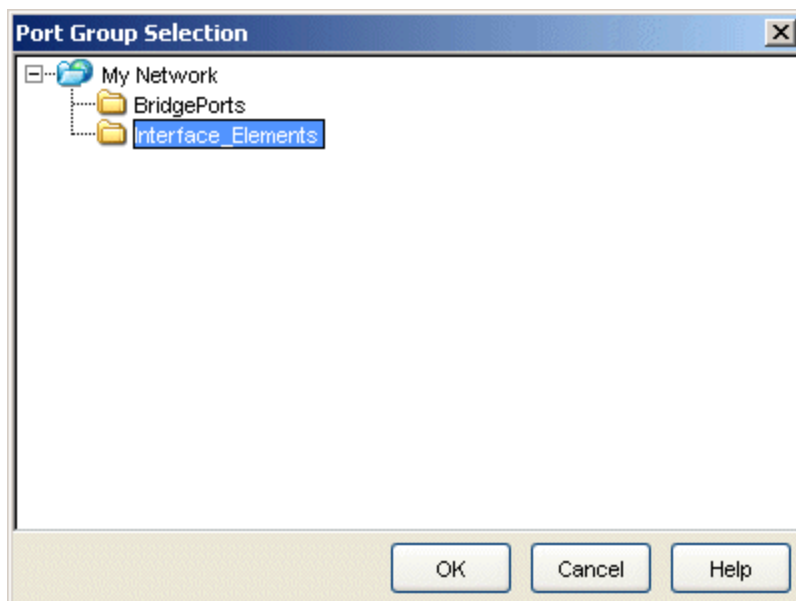 Port Group Selection
My Network
BridgePorts
Interface_Elements
OK Cancel Help